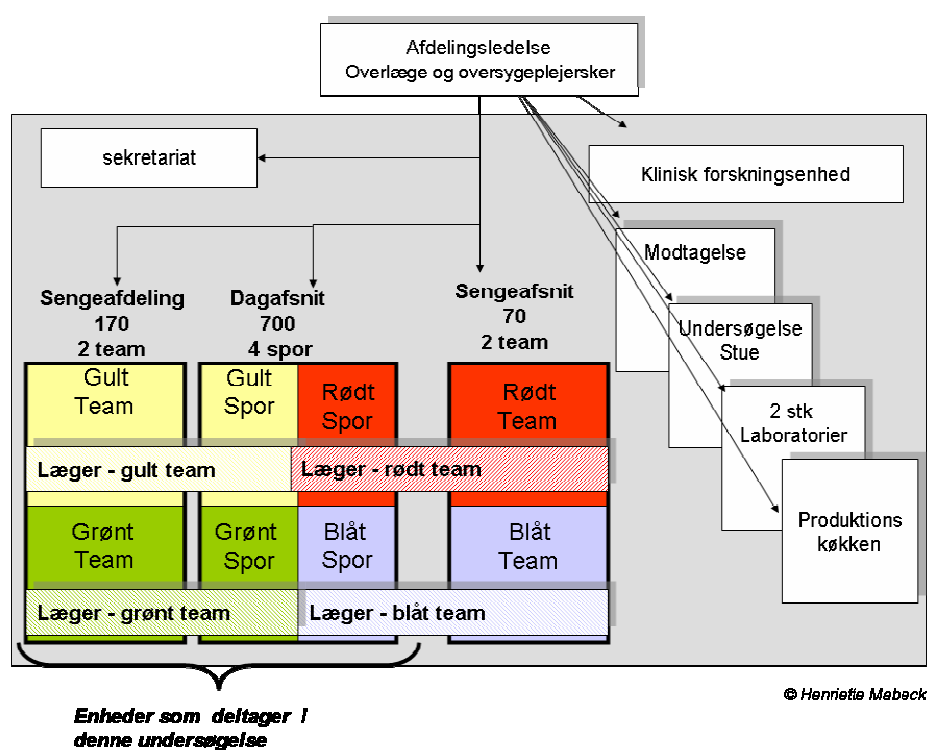 Afdelingsledelse
Overlæge og oversygeplejersker
sekretariat
Klinisk forskningsenhed
Modtagelse
Undersøgelse
Stue
2 stk
Laboratorier
Produktions
køkken
Sengeafdeling
170
2 team
Dagafsnit
700
4 spor
Sengeafsnit
70
2 team
Gult
Team
Gult
Spor
Rødt
Spor
Rødt
Team
Læger - gult team
Læger - rødt team
Grønt
Team
Grønt
Spor
Blåt
Spor
Blåt
Team
Læger - grønt team
Læger - blåt team
© Henriette Mabeck
Enheder som deltager I
denne undersøgelse